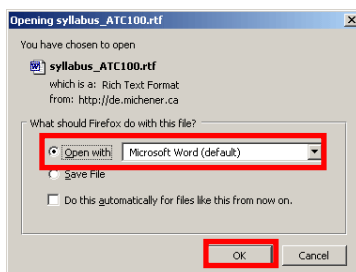 Opening syllabus_ATC100.rtf
You have chosen to open
syllabus_ATC100.rtf
which is a: Rich Text Format
from: http://de.michener.ca
What should Firefox do with this file?
Open with Microsoft Word (default)
Save File
Do this automatically for files like this from now on.
OK Cancel